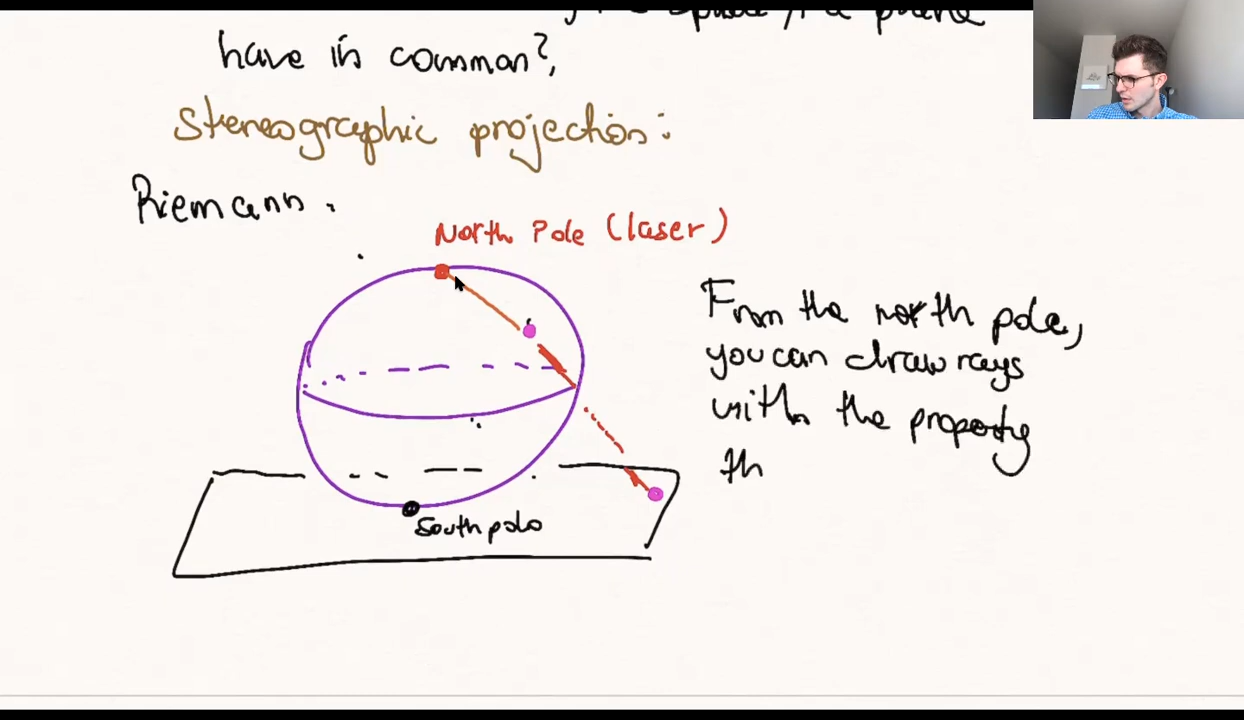 have in common?,
Stereographic projection:
Riemann.
North Pole (laser)
From the north pole,
you can draw rays
with the property
th
South pole